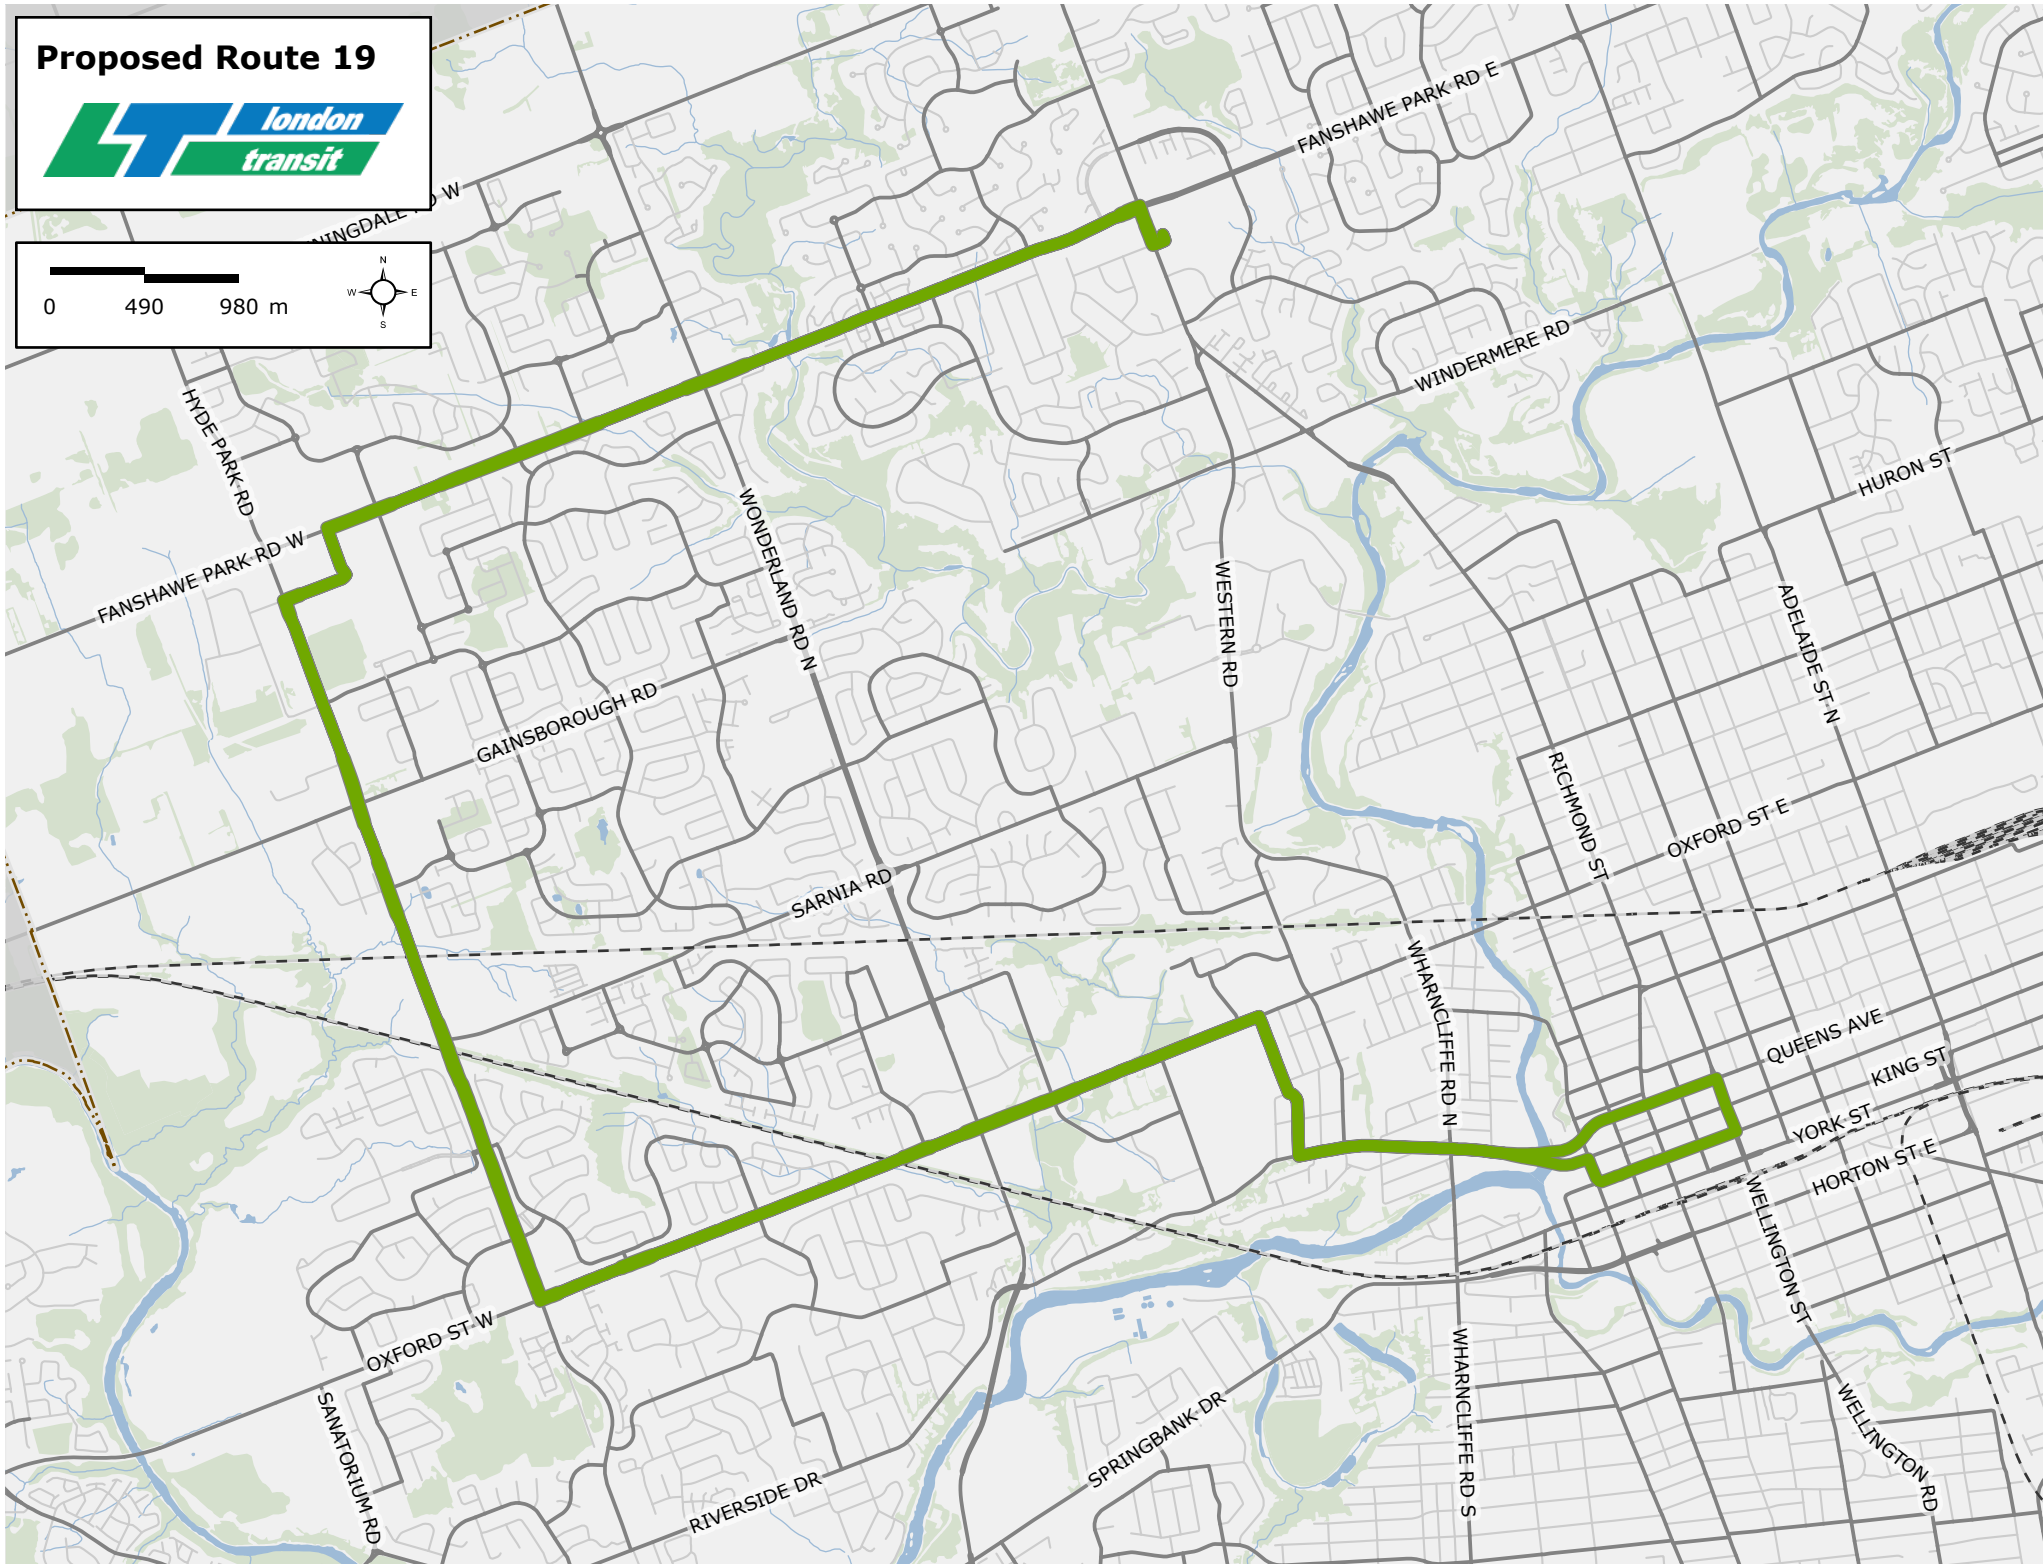 Proposed Route 19
london
transit
0 490 980 m
N
W E
S
FANSHAWE PARK RD E
NINGDALE RD W
WINDERMERE RD
HYDE PARK RD
HURON ST
FANSHAWE PARK RD W
WONDERLAND RD N
WESTERN RD
ADELAIDE ST N
GAINSBOROUGH RD
RICHMOND ST
OXFORD ST E
SARNIA RD
WHARNCLIFFE RD N
QUEENS AVE
KING ST
YORK ST
HORTON ST E
WELLINGTON ST
OXFORD ST W
SANATORIUM RD
SPRINGBANK DR
WHARNCLIFFE RD S
WELLINGTON RD
RIVERSIDE DR